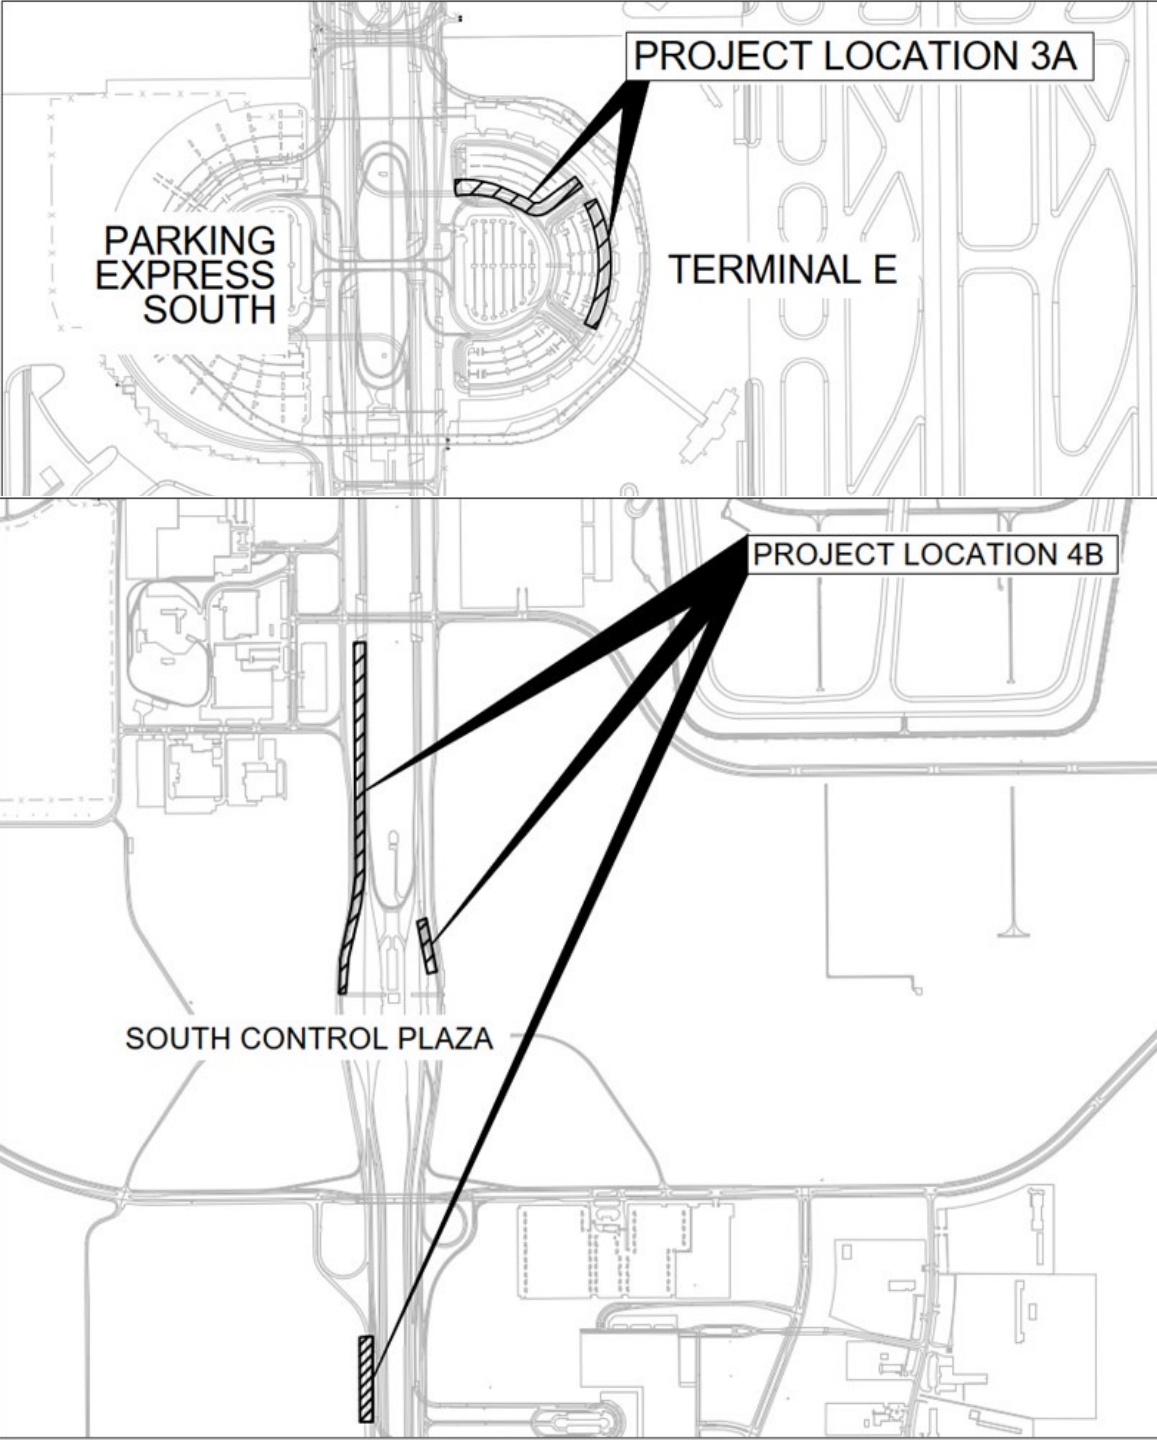 PROJECT LOCATION 3A
PARKING
EXPRESS
SOUTH
TERMINAL E
PROJECT LOCATION 4B
SOUTH CONTROL PLAZA